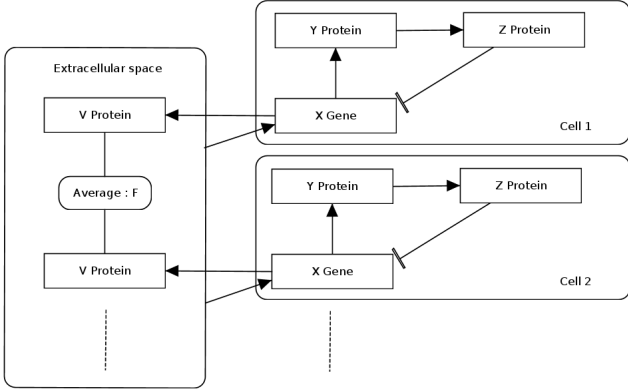 Extracellular space
V Protein
Average : F
V Protein
Y Protein
Z Protein
X Gene
Cell 1
Y Protein
Z Protein
X Gene
Cell 2